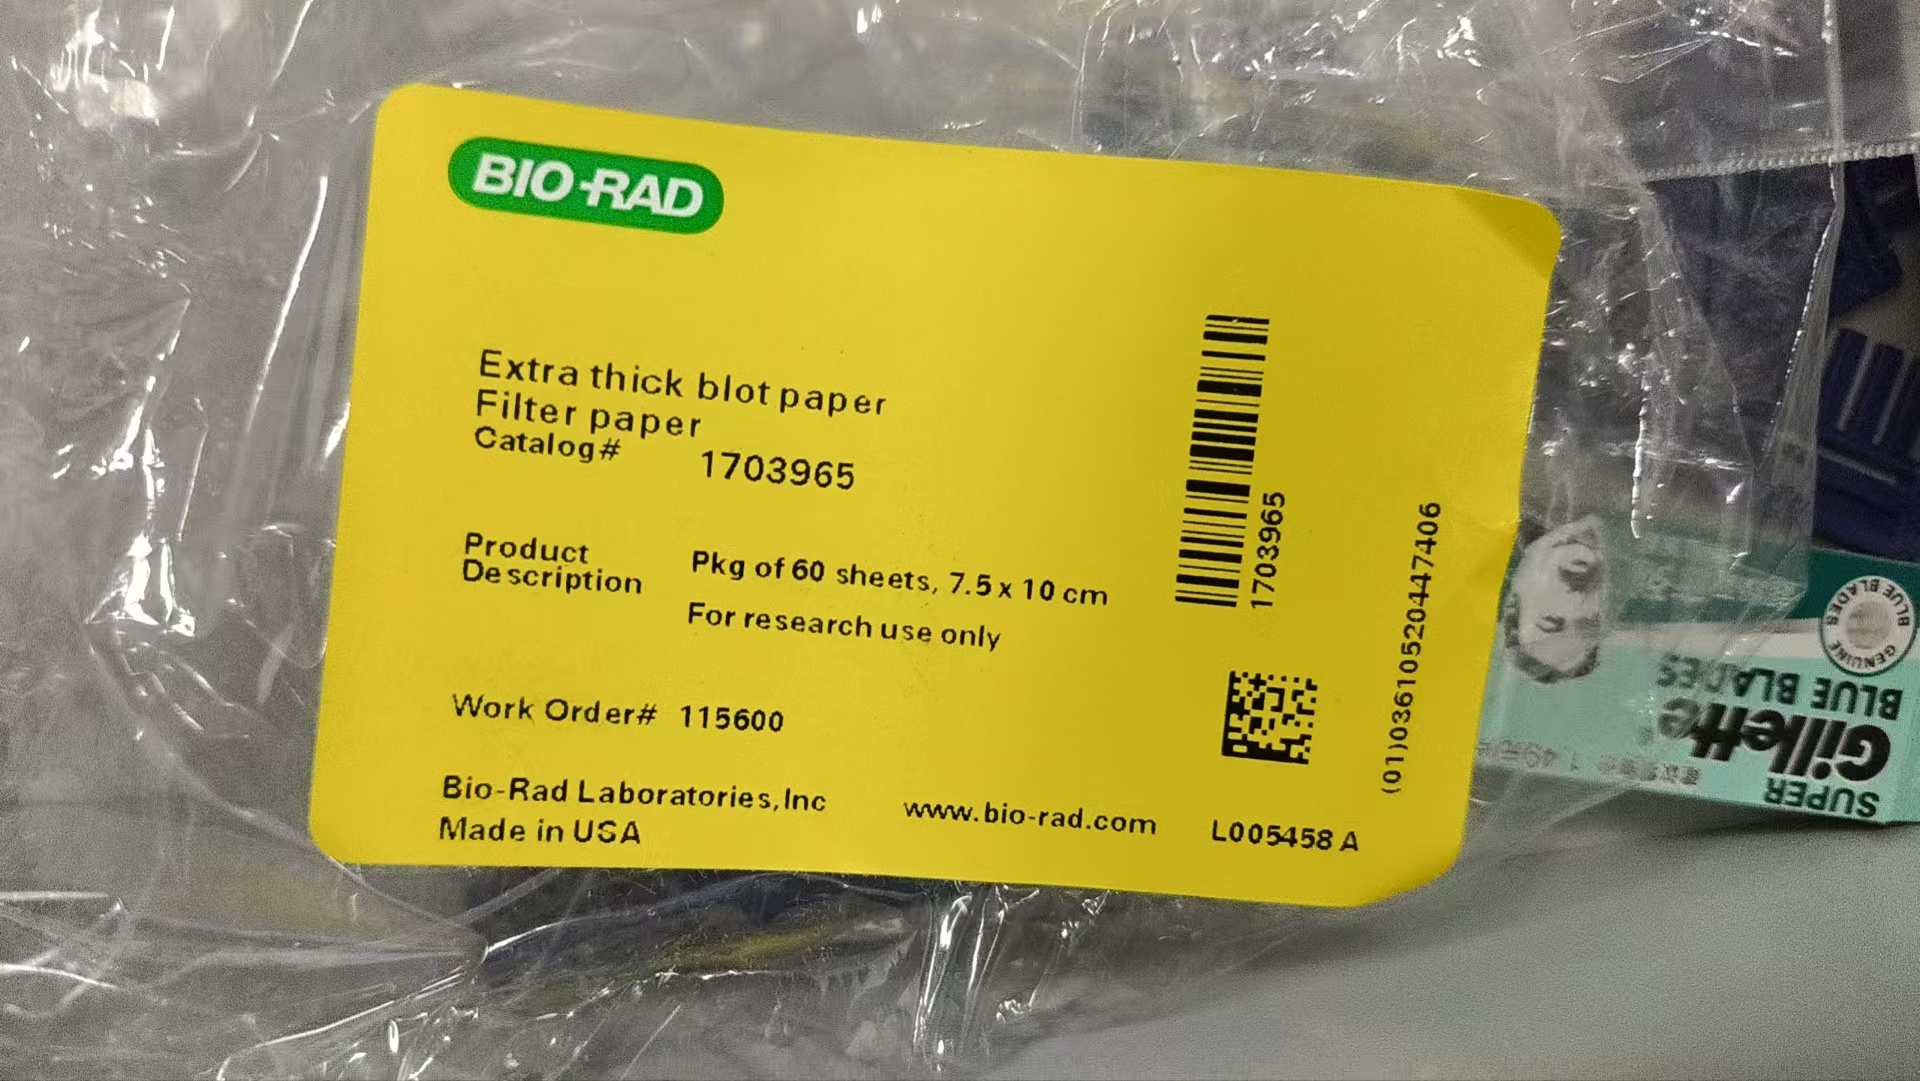 BIO-RAD
Extra thick blot paper
Filter paper
Catalog# 1703965
Product
Description
Pkg of 60 sheets, 7.5 x 10 cm
For research use only
Work Order# 115600
Bio-Rad Laboratories, Inc
Made in USA
www.bio-rad.com
L005458 A
1703965
(01)03610520447406
SUPER
Gillette
BLUE BLADES
GENUINE
BLUE BLADES